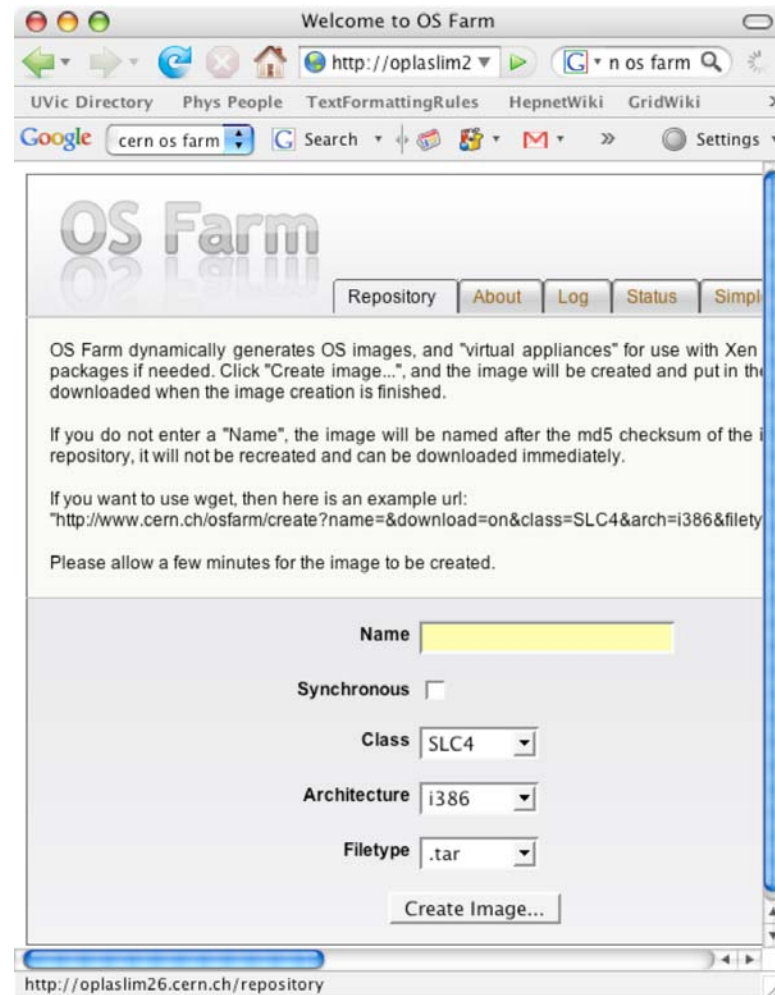 Welcome to OS Farm
http://oplaslim2
n os farm
UVic Directory Phys People TextFormattingRules HepnetWiki GridWiki
Google cern os farm G Search » Settings
OS Farm
Repository About Log Status Simpl
OS Farm dynamically generates OS images, and "virtual appliances" for use with Xen
packages if needed. Click "Create image...", and the image will be created and put in the
downloaded when the image creation is finished.
If you do not enter a "Name", the image will be named after the md5 checksum of the i
repository, it will not be recreated and can be downloaded immediately.
If you want to use wget, then here is an example url:
"http://www.cern.ch/osfarm/create?name=&download=on&class=SLC4&arch=i386&filety
Please allow a few minutes for the image to be created.
Name
Synchronous
Class SLC4
Architecture i386
Filetype .tar
Create Image...
http://oplaslim26.cern.ch/repository